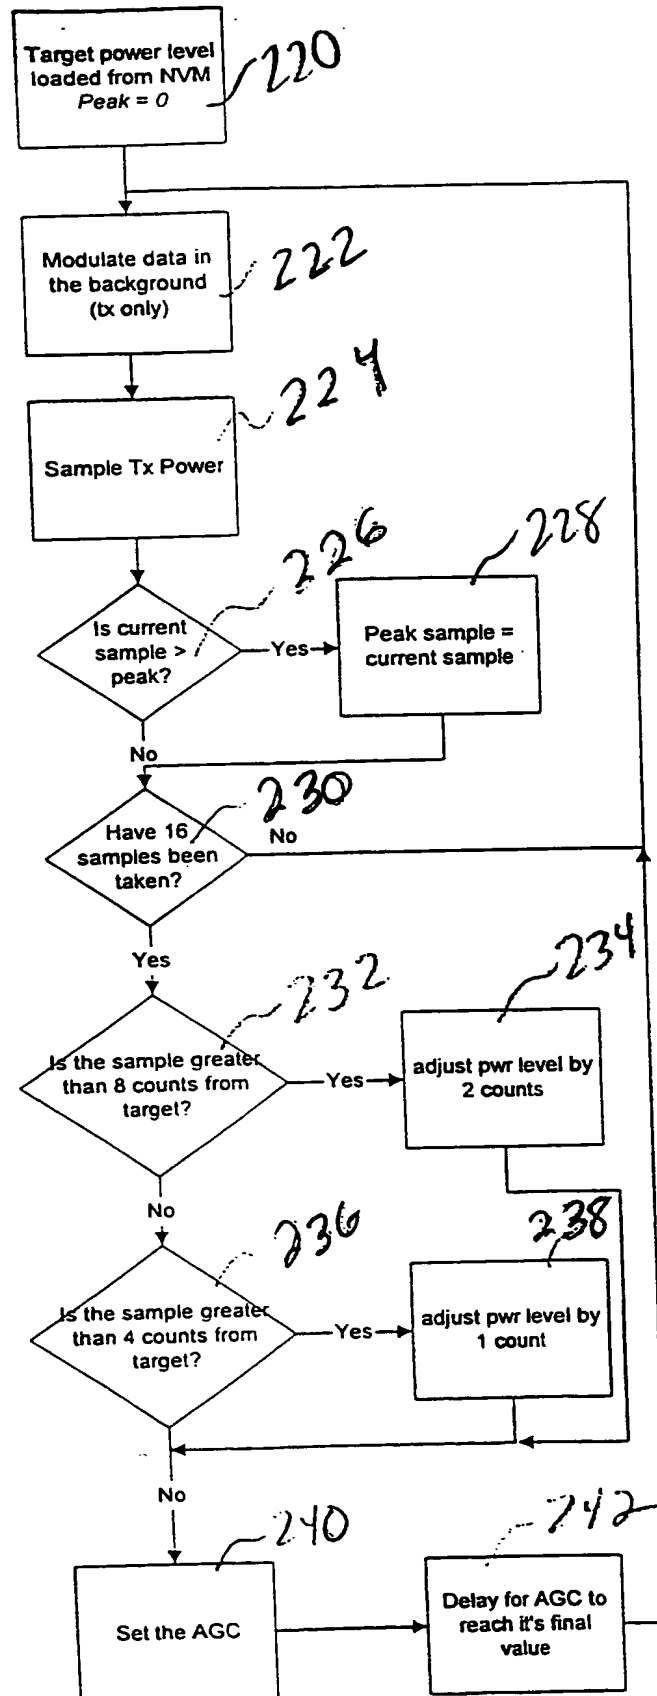 Target power level
loaded from NVM
Peak = 0
220
Modulate data in
the background
(tx only)
222
Sample Tx Power
224
Is current
sample >
peak?
226
Yes
Peak sample =
current sample
228
No
Have 16
samples been
taken?
230
No
Yes
Is the sample greater
than 8 counts from
target?
232
Yes
adjust pwr level by
2 counts
234
No
Is the sample greater
than 4 counts from
target?
236
Yes
adjust pwr level by
1 count
238
No
Set the AGC
240
Delay for AGC to
reach it's final
value
242